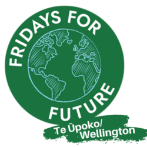 FRIDAYS FOR
FUTURE
Te Ūpoko/
Wellington